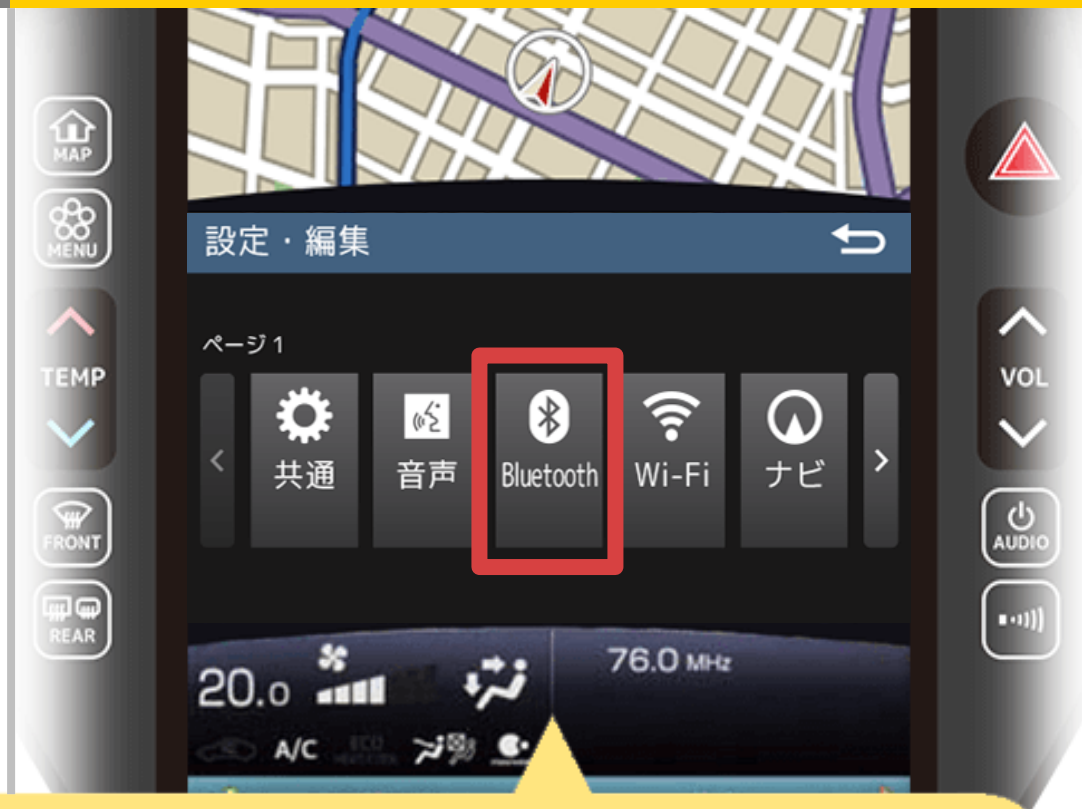 MAP
MENU
設定・編集
ページ1
共通
音声
Bluetooth
Wi-Fi
ナビ
TEMP
VOL
FRONT
AUDIO
REAR
20.0
76.0 MHz
A/C
ECO